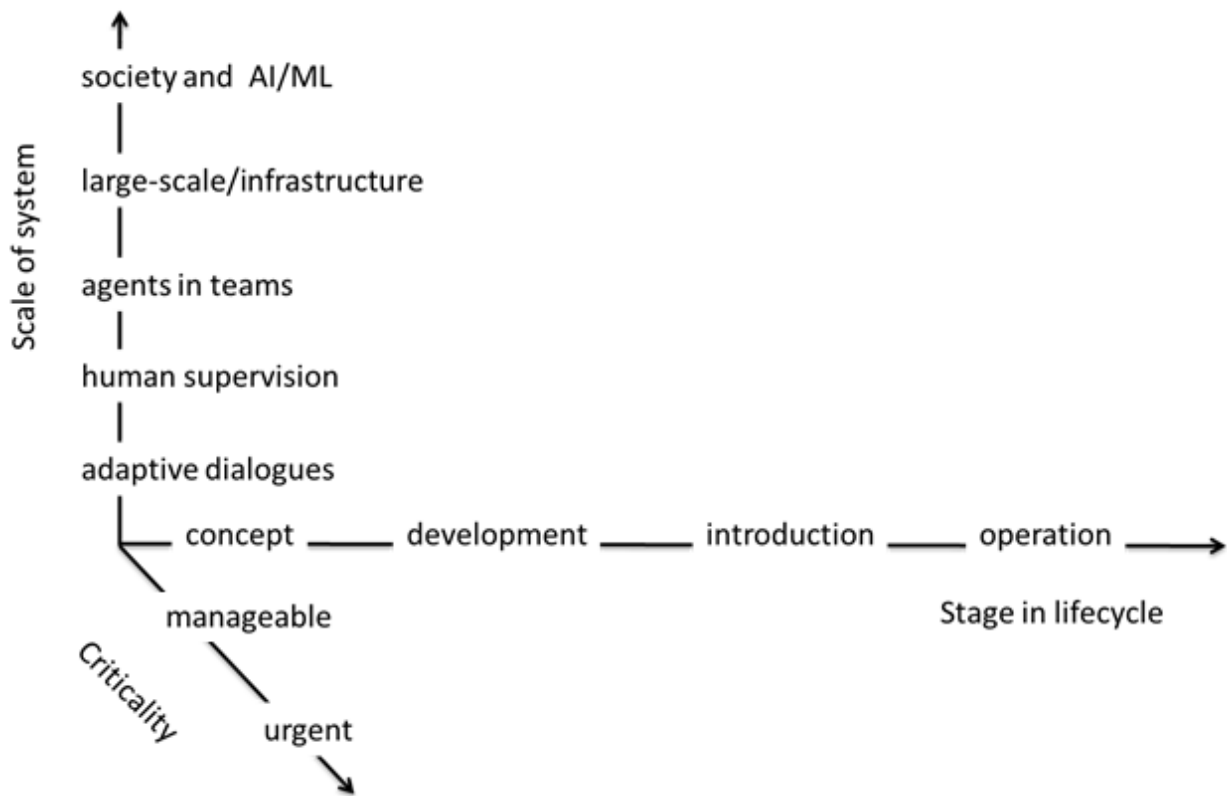 society and AI/ML
large-scale/infrastructure
Scale of system
agents in teams
human supervision
adaptive dialogues
concept development introduction operation
manageable
Stage in lifecycle
Criticality
urgent